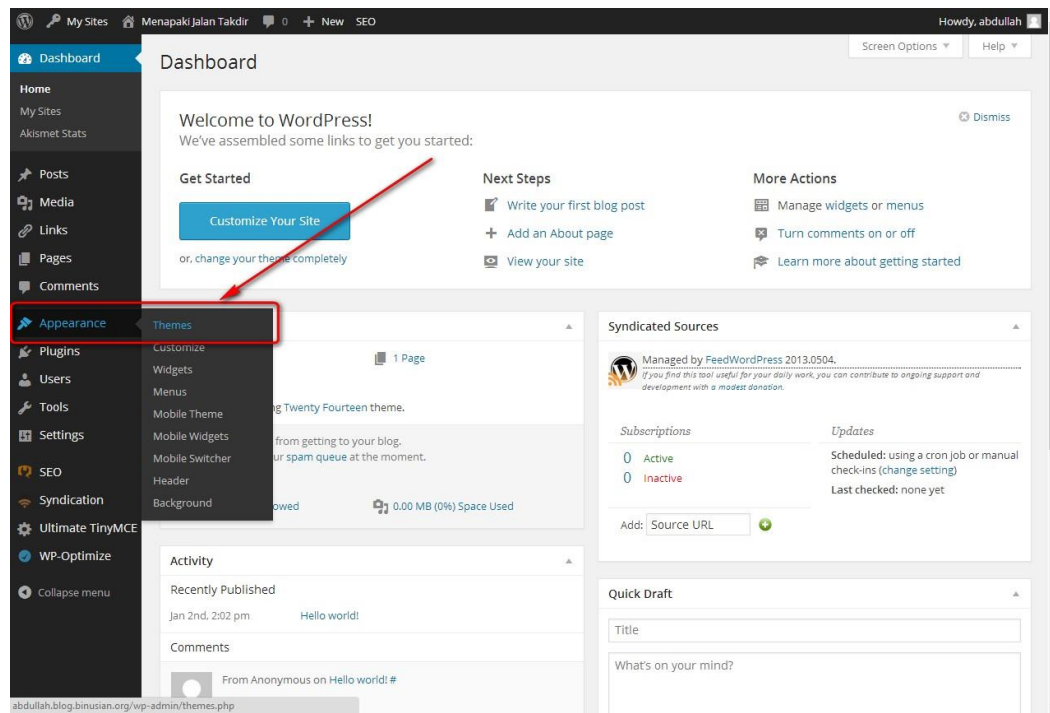 My Sites Menapaki Jalan Takdir 0 + New SEO Howdy, abdullah
Screen Options Help
Dashboard
Home
My Sites
Akismet Stats
Posts
Media
Links
Pages
Comments
Appearance
Plugins
Users
Tools
Settings
SEO
Syndication
Ultimate TinyMCE
WP-Optimize
Collapse menu
Themes
Customize
Widgets
Menus
Mobile Theme
Mobile Widgets
Mobile Switcher
Header
Background
Dashboard
Welcome to WordPress!
We've assembled some links to get you started:
Dismiss
Get Started
Customize Your Site
or, change your theme completely
Next Steps
Write your first blog post
Add an About page
View your site
More Actions
Manage widgets or menus
Turn comments on or off
Learn more about getting started
1 Page
Twenty Fourteen theme.
from getting to your blog.
spam queue at the moment.
0.00 MB (0%) Space Used
Activity
Recently Published
Jan 2nd, 2:02 pm Hello world!
Comments
From Anonymous on Hello world! #
Syndicated Sources
Managed by FeedWordPress 2013.0504.
If you find this tool useful for your daily work, you can contribute to ongoing support and
development with a modest donation.
Subscriptions
0 Active
0 Inactive
Updates
Scheduled: using a cron job or manual
check-ins (change setting)
Last checked: none yet
Add: Source URL
Quick Draft
Title
What's on your mind?
abdullah.blog.binusian.org/wp-admin/themes.php